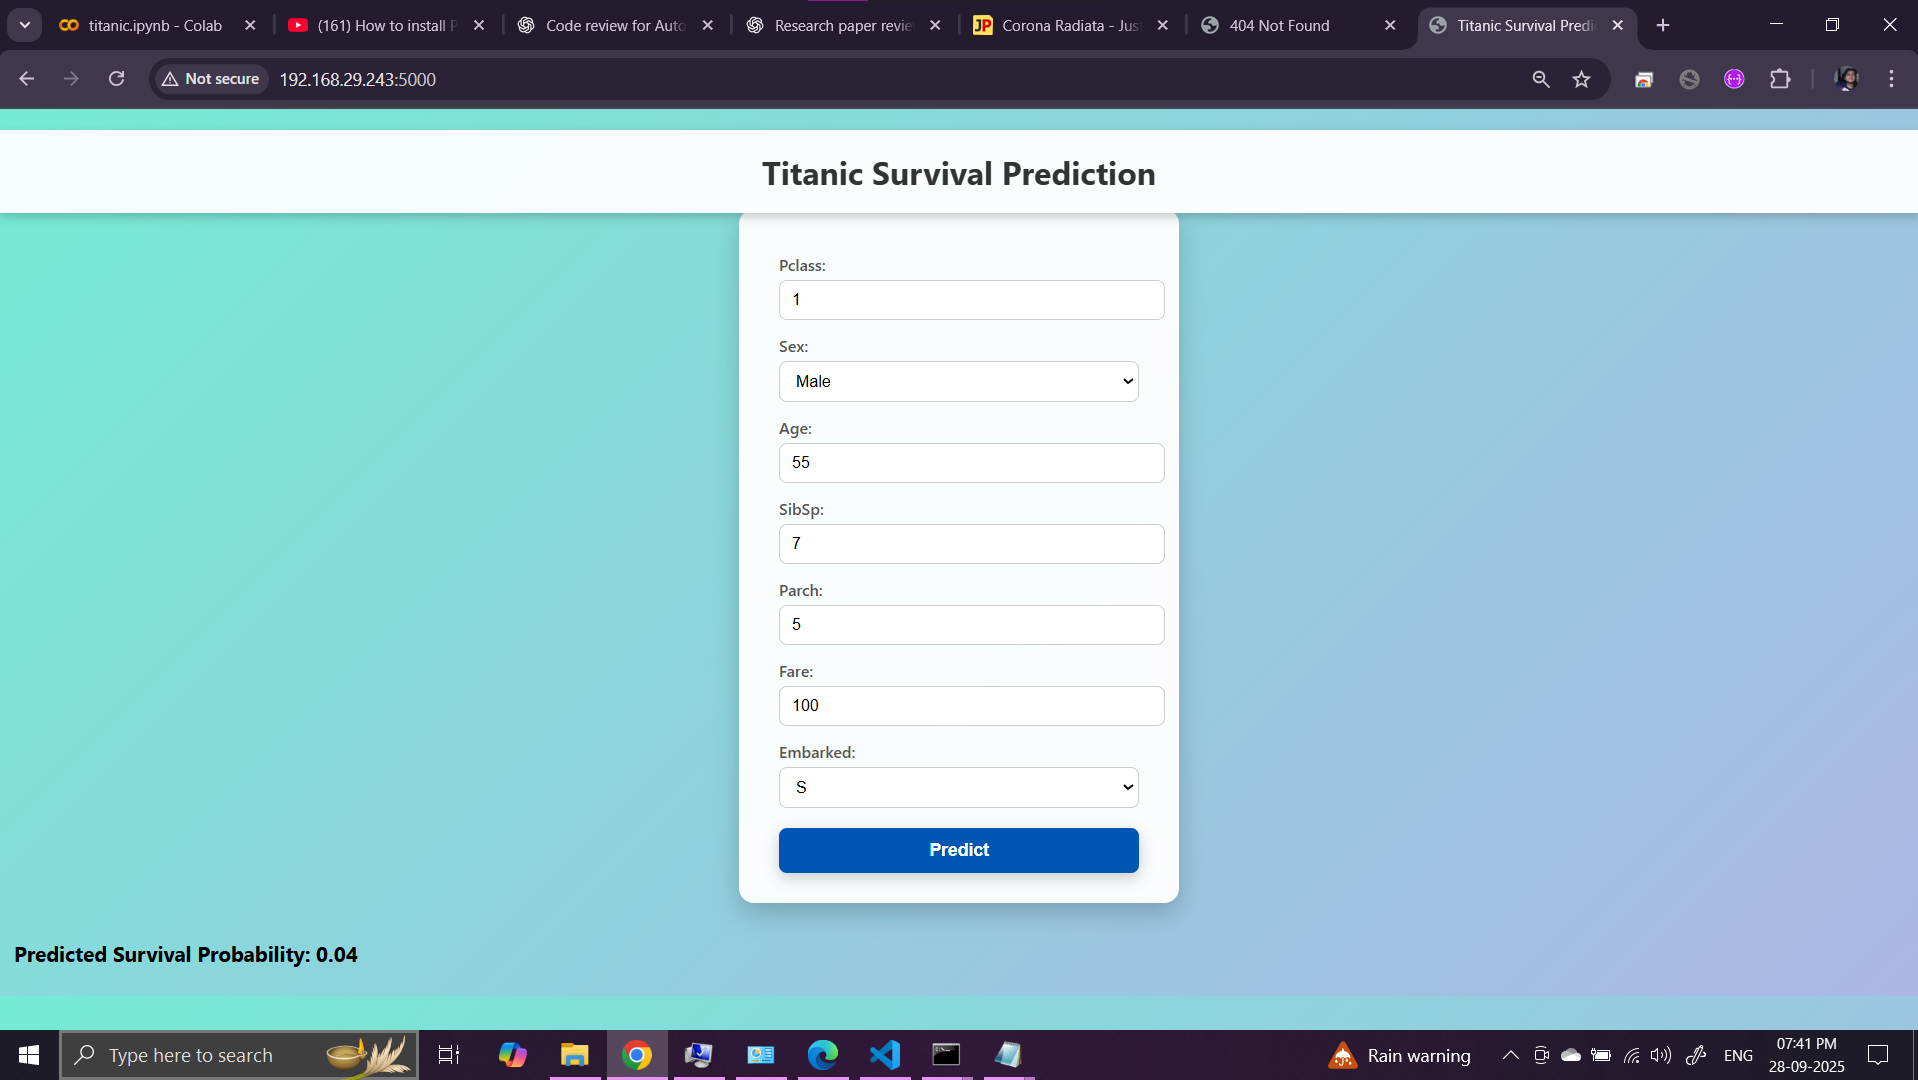 titanic.ipynb - Colab
(161) How to install P
Code review for Auto
Research paper revie
Corona Radiata - Jus
404 Not Found
Titanic Survival Predi
Not secure
192.168.29.243:5000
Titanic Survival Prediction
Pclass:
1
Sex:
Male
Age:
55
SibSp:
7
Parch:
5
Fare:
100
Embarked:
S
Predict
Predicted Survival Probability: 0.04
Type here to search
Rain warning
ENG
07:41 PM
28-09-2025